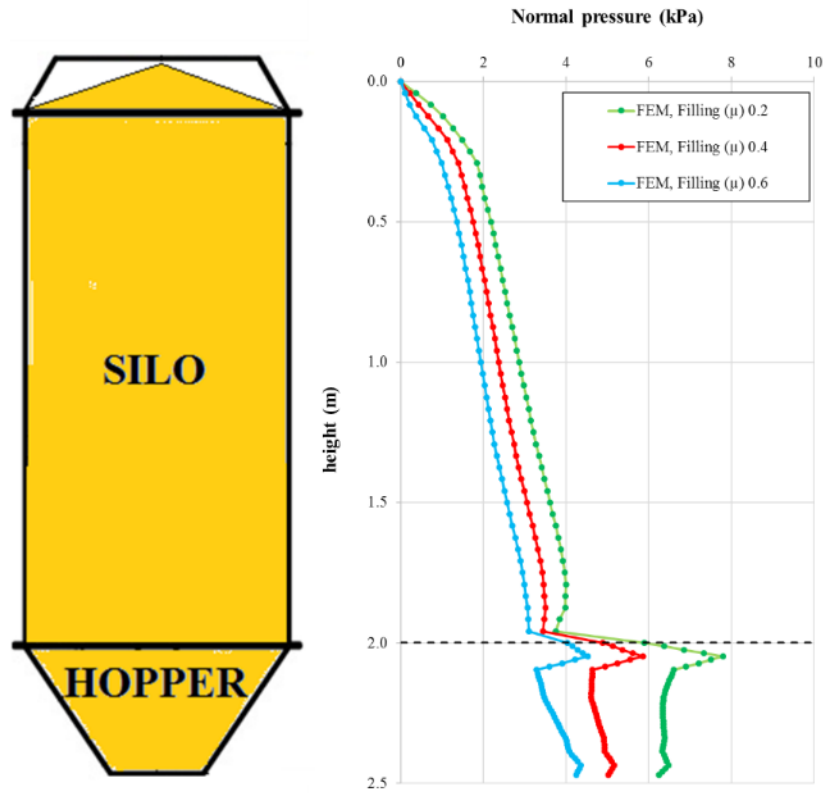 SILO
HOPPER
Normal pressure (kPa)
0 2 4 6 8 10
0.0
0.5
1.0
1.5
2.0
2.5
height (m)
FEM, Filling (μ) 0.2
FEM, Filling (μ) 0.4
FEM, Filling (μ) 0.6